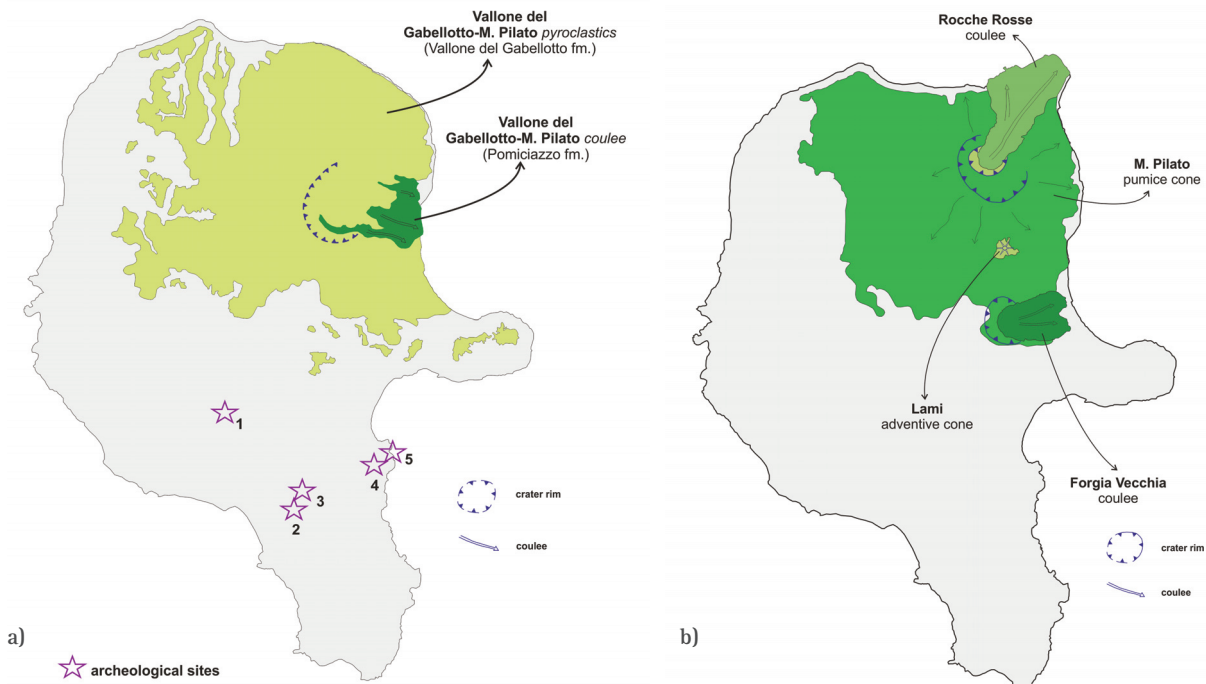 Vallone del
Gabellotto-M. Pilato pyroclastics
(Vallone del Gabellotto fm.)
Vallone del
Gabellotto-M. Pilato coulee
(Pomiciazzo fm.)
1
5
4
3
2
crater rim
coulee
a)
archeological sites
Rocche Rosse
coulee
M. Pilato
pumice cone
Lami
adventive cone
Forgia Vecchia
coulee
crater rim
coulee
b)